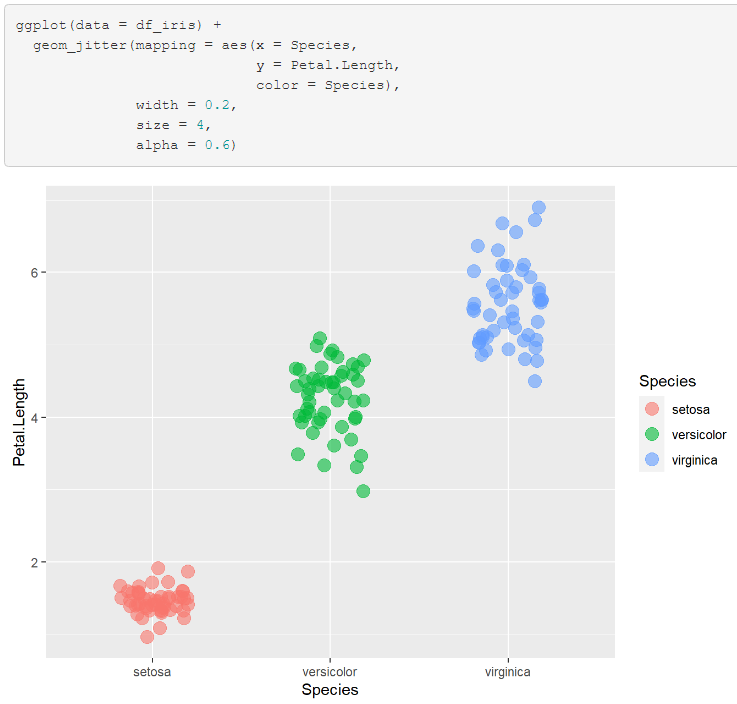 ggplot(data = df_iris) +
  geom_jitter(mapping = aes(x = Species,
                            y = Petal.Length,
                            color = Species),
              width = 0.2,
              size = 4,
              alpha = 0.6)
6
4
2
Petal.Length
setosa versicolor virginica
Species
Species
setosa
versicolor
virginica